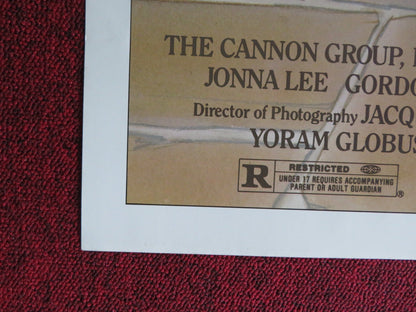 THE CANNON GROUP,
JONNA LEE GORDO
Director of Photography JACQ
YORAM GLOBUS
R RESTRICTED
UNDER 17 REQUIRES ACCOMPANYING
PARENT OR ADULT GUARDIAN
®